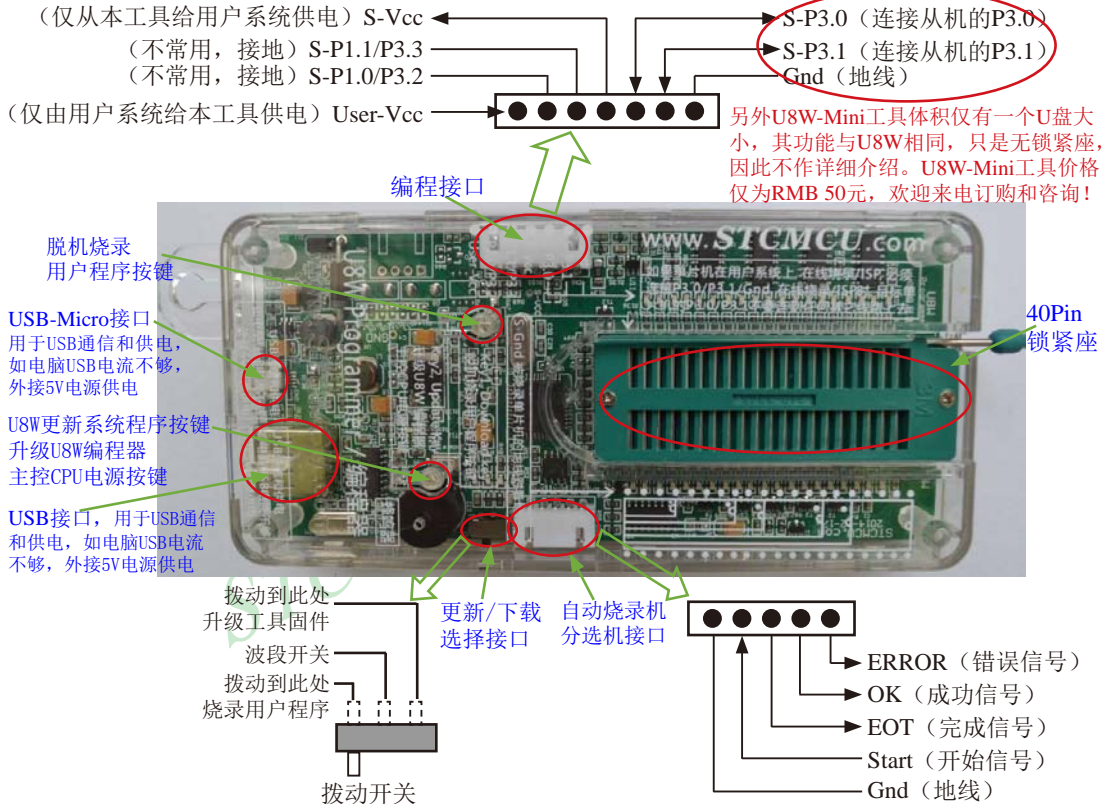 （仅从本工具给用户系统供电）S-Vcc
（不常用，接地）S-P1.1/P3.3
（不常用，接地）S-P1.0/P3.2
（仅由用户系统给本工具供电）User-Vcc
S-P3.0（连接从机的P3.0）
S-P3.1（连接从机的P3.1）
Gnd（地线）
另外U8W-Mini工具体积仅有一个U盘大
小，其功能与U8W相同，只是无锁紧座，
因此不作详细介绍。U8W-Mini工具价格
仅为RMB 50元，欢迎来电订购和咨询！
编程接口
脱机烧录
用户程序按键
USB-Micro接口
用于USB通信和供电，
如电脑USB电流不够，
外接5V电源供电
U8W更新系统程序按键
升级U8W编程器
主控CPU电源按键
USB接口，用于USB通信
和供电，如电脑USB电流
不够，外接5V电源供电
www.STCMCU.com
U8W Programmer/
S-Gnd
40Pin
锁紧座
STC
拨动到此处
升级工具固件
波段开关
拨动到此处
烧录用户程序
拨动开关
更新/下载
选择接口
自动烧录机
分选机接口
ERROR（错误信号）
OK（成功信号）
EOT（完成信号）
Start（开始信号）
Gnd（地线）